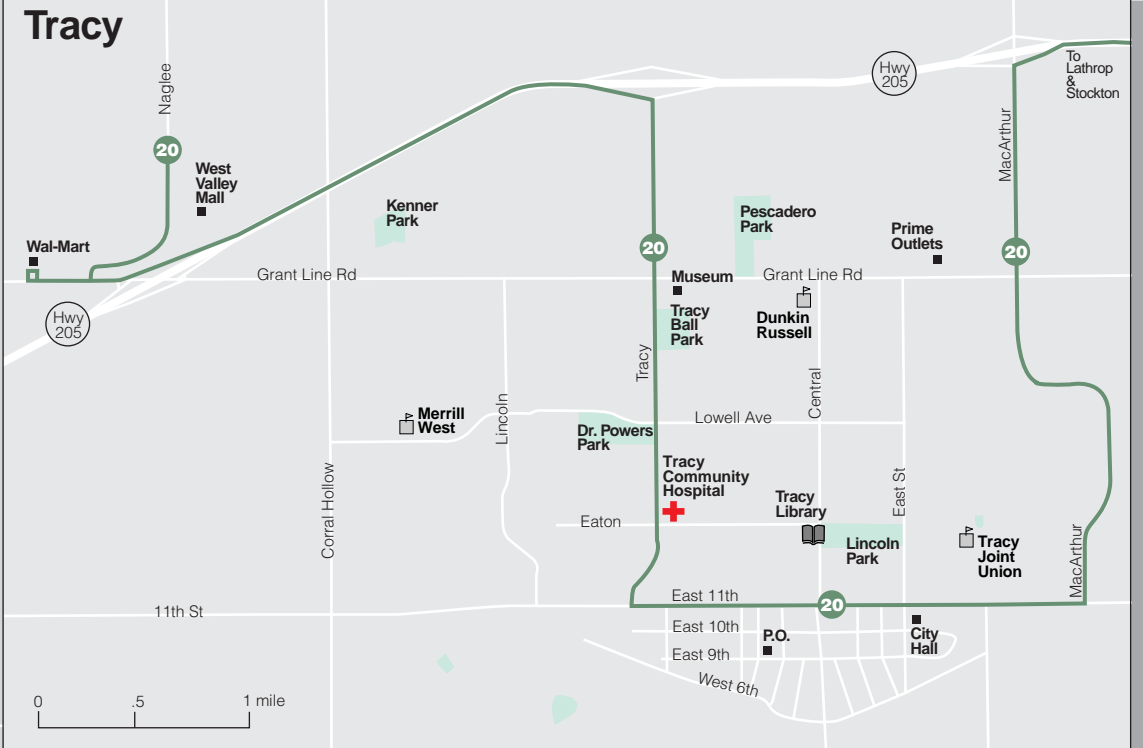 Tracy
Naglee
20
West
Valley
Mall
Wal-Mart
Hwy
205
Grant Line Rd
Kenner
Park
Hwy
205
To
Lathrop
&
Stockton
MacArthur
20
Pescadero
Park
Prime
Outlets
20
Museum
Grant Line Rd
Tracy
Ball
Park
Dunkin
Russell
Tracy
Central
Merrill
West
Lincoln
Lowell Ave
Dr. Powers
Park
Tracy
Community
Hospital
Tracy
Library
East St
Corral Hollow
Eaton
Lincoln
Park
Tracy
Joint
Union
MacArthur
11th St
East 11th
20
East 10th
P.O.
City
Hall
East 9th
West 6th
0 .5 1 mile